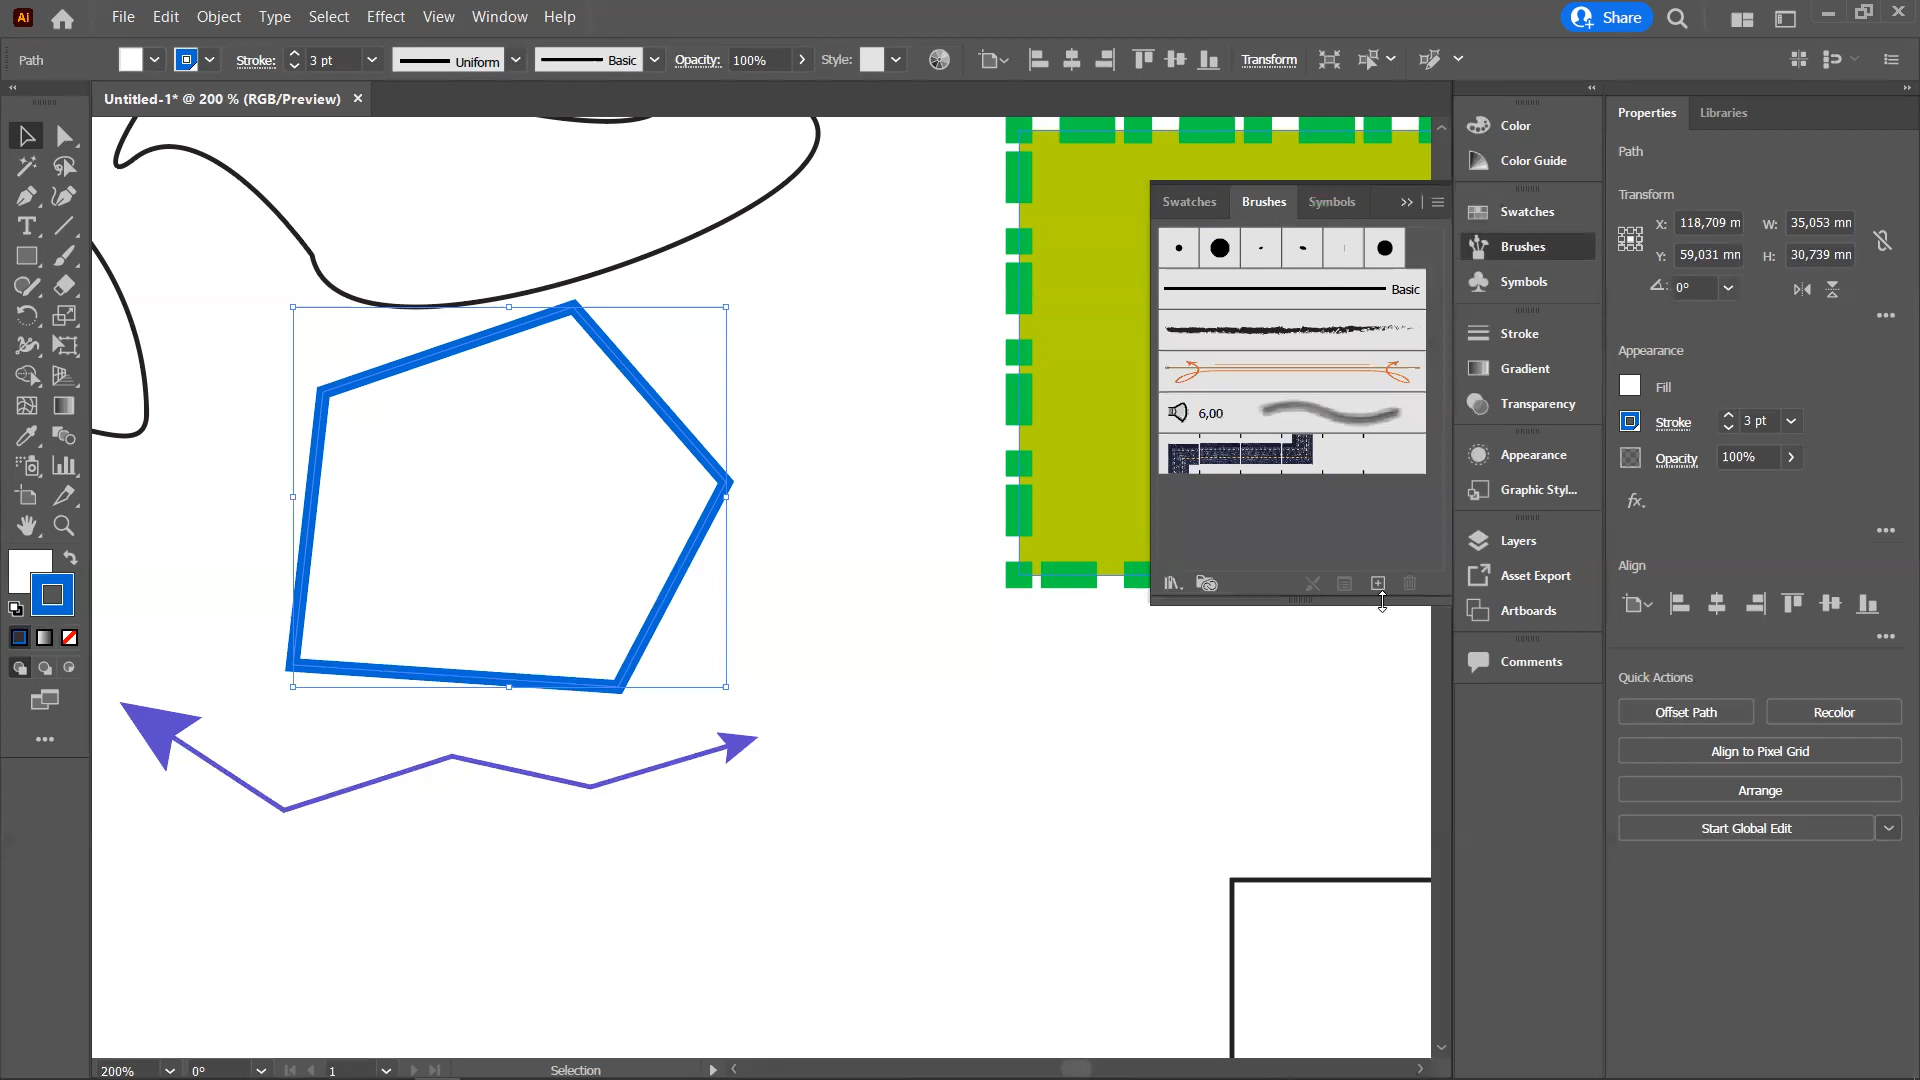 Ai File Edit Object Type Select Effect View Window Help Share
Path Stroke: 3 pt Uniform Basic Opacity: 100% Style: Transform
Untitled-1* @ 200 % (RGB/Preview) ×
Properties Libraries
Path
Transform
X: 118,709 m W: 35,053 mn
Y: 59,031 mn H: 30,739 mn
0°
Appearance
Fill
Stroke 3 pt
Opacity 100%
fx
Align
Quick Actions
Offset Path Recolor
Align to Pixel Grid
Arrange
Start Global Edit
Color
Color Guide
Swatches
Brushes
Symbols
Stroke
Gradient
Transparency
Appearance
Graphic Styl...
Layers
Asset Export
Artboards
Comments
Swatches Brushes Symbols
Basic
6,00
200% 0° 1 Selection